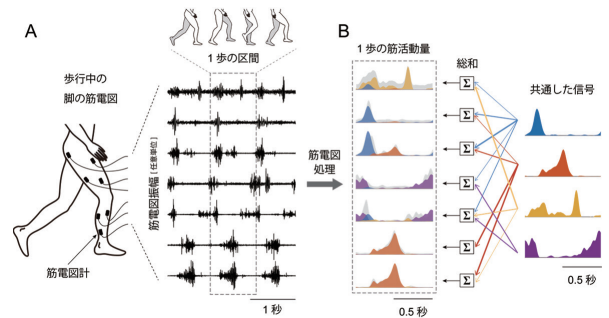 A
1歩の区間
歩行中の
脚の筋電図
筋電図振幅 [任意単位]
筋電図計
1 秒
筋電図
処理
B
1 歩の筋活動量
総和
共通した信号
Σ
Σ
Σ
Σ
Σ
Σ
Σ
0.5 秒
0.5 秒